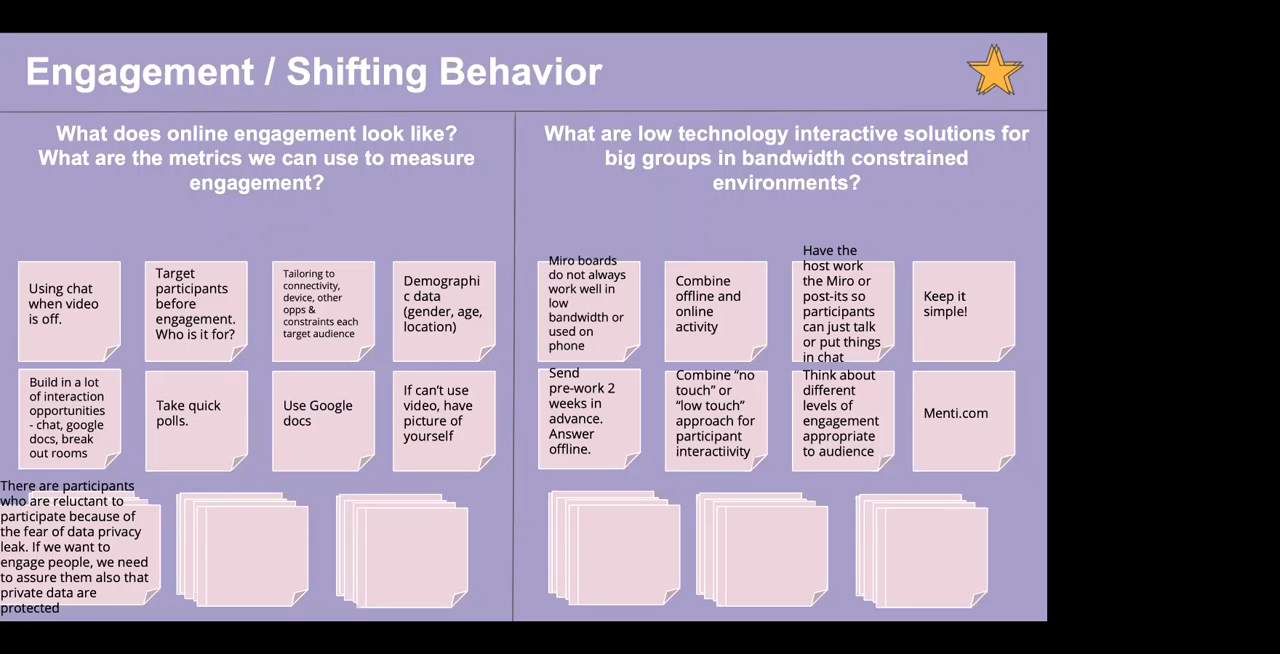 Engagement / Shifting Behavior
What does online engagement look like?
What are the metrics we can use to measure
engagement?
Using chat
when video
is off.
Target
participants
before
engagement.
Who is it for?
Tailoring to
connectivity,
device, other
opps &
constraints each
target audience
Demographi
c data
(gender, age,
location)
Build in a lot
of interaction
opportunities
- chat, google
docs, break
out rooms
Take quick
polls.
Use Google
docs
If can’t use
video, have
picture of
yourself
There are participants
who are reluctant to
participate because of
the fear of data privacy
leak. If we want to
engage people, we need
to assure them also that
private data are
protected
What are low technology interactive solutions for
big groups in bandwidth constrained
environments?
Miro boards
do not always
work well in
low
bandwidth or
used on
phone
Combine
offline and
online
activity
Have the
host work
the Miro or
post-its so
participants
can just talk
or put things
in chat
Keep it
simple!
Send
pre-work 2
weeks in
advance.
Answer
offline.
Combine “no
touch” or
“low touch”
approach for
participant
interactiivity
Think about
different
levels of
engagement
appropriate
to audience
Menti.com